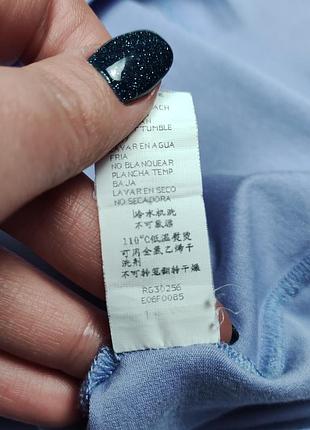 TUMBLE
LAVAR EN AGUA
FRIA
NO BLANQUEAR
PLANCHA TEMP
BAJA
LAVAR EN SECO
NO SECADORA
冷水机洗
不可氯漂
110°C低温熨烫
可用全氯乙烯干
洗剂
不可转笼翻转干燥
RG30256
E06F0085